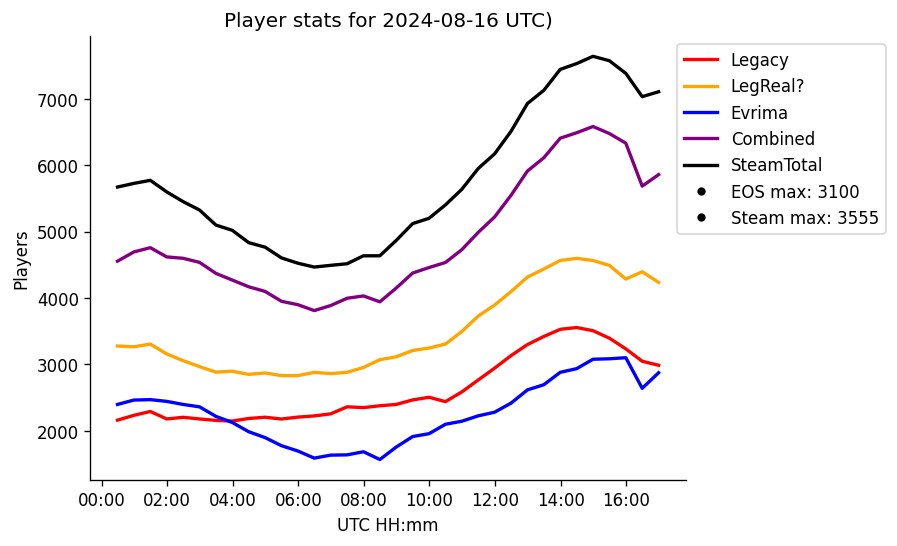 Player stats for 2024-08-16 UTC)
Legacy
LegReal?
Evrima
Combined
SteamTotal
EOS max: 3100
Steam max: 3555
Players
7000
6000
5000
4000
3000
2000
00:00 02:00 04:00 06:00 08:00 10:00 12:00 14:00 16:00
UTC HH:mm